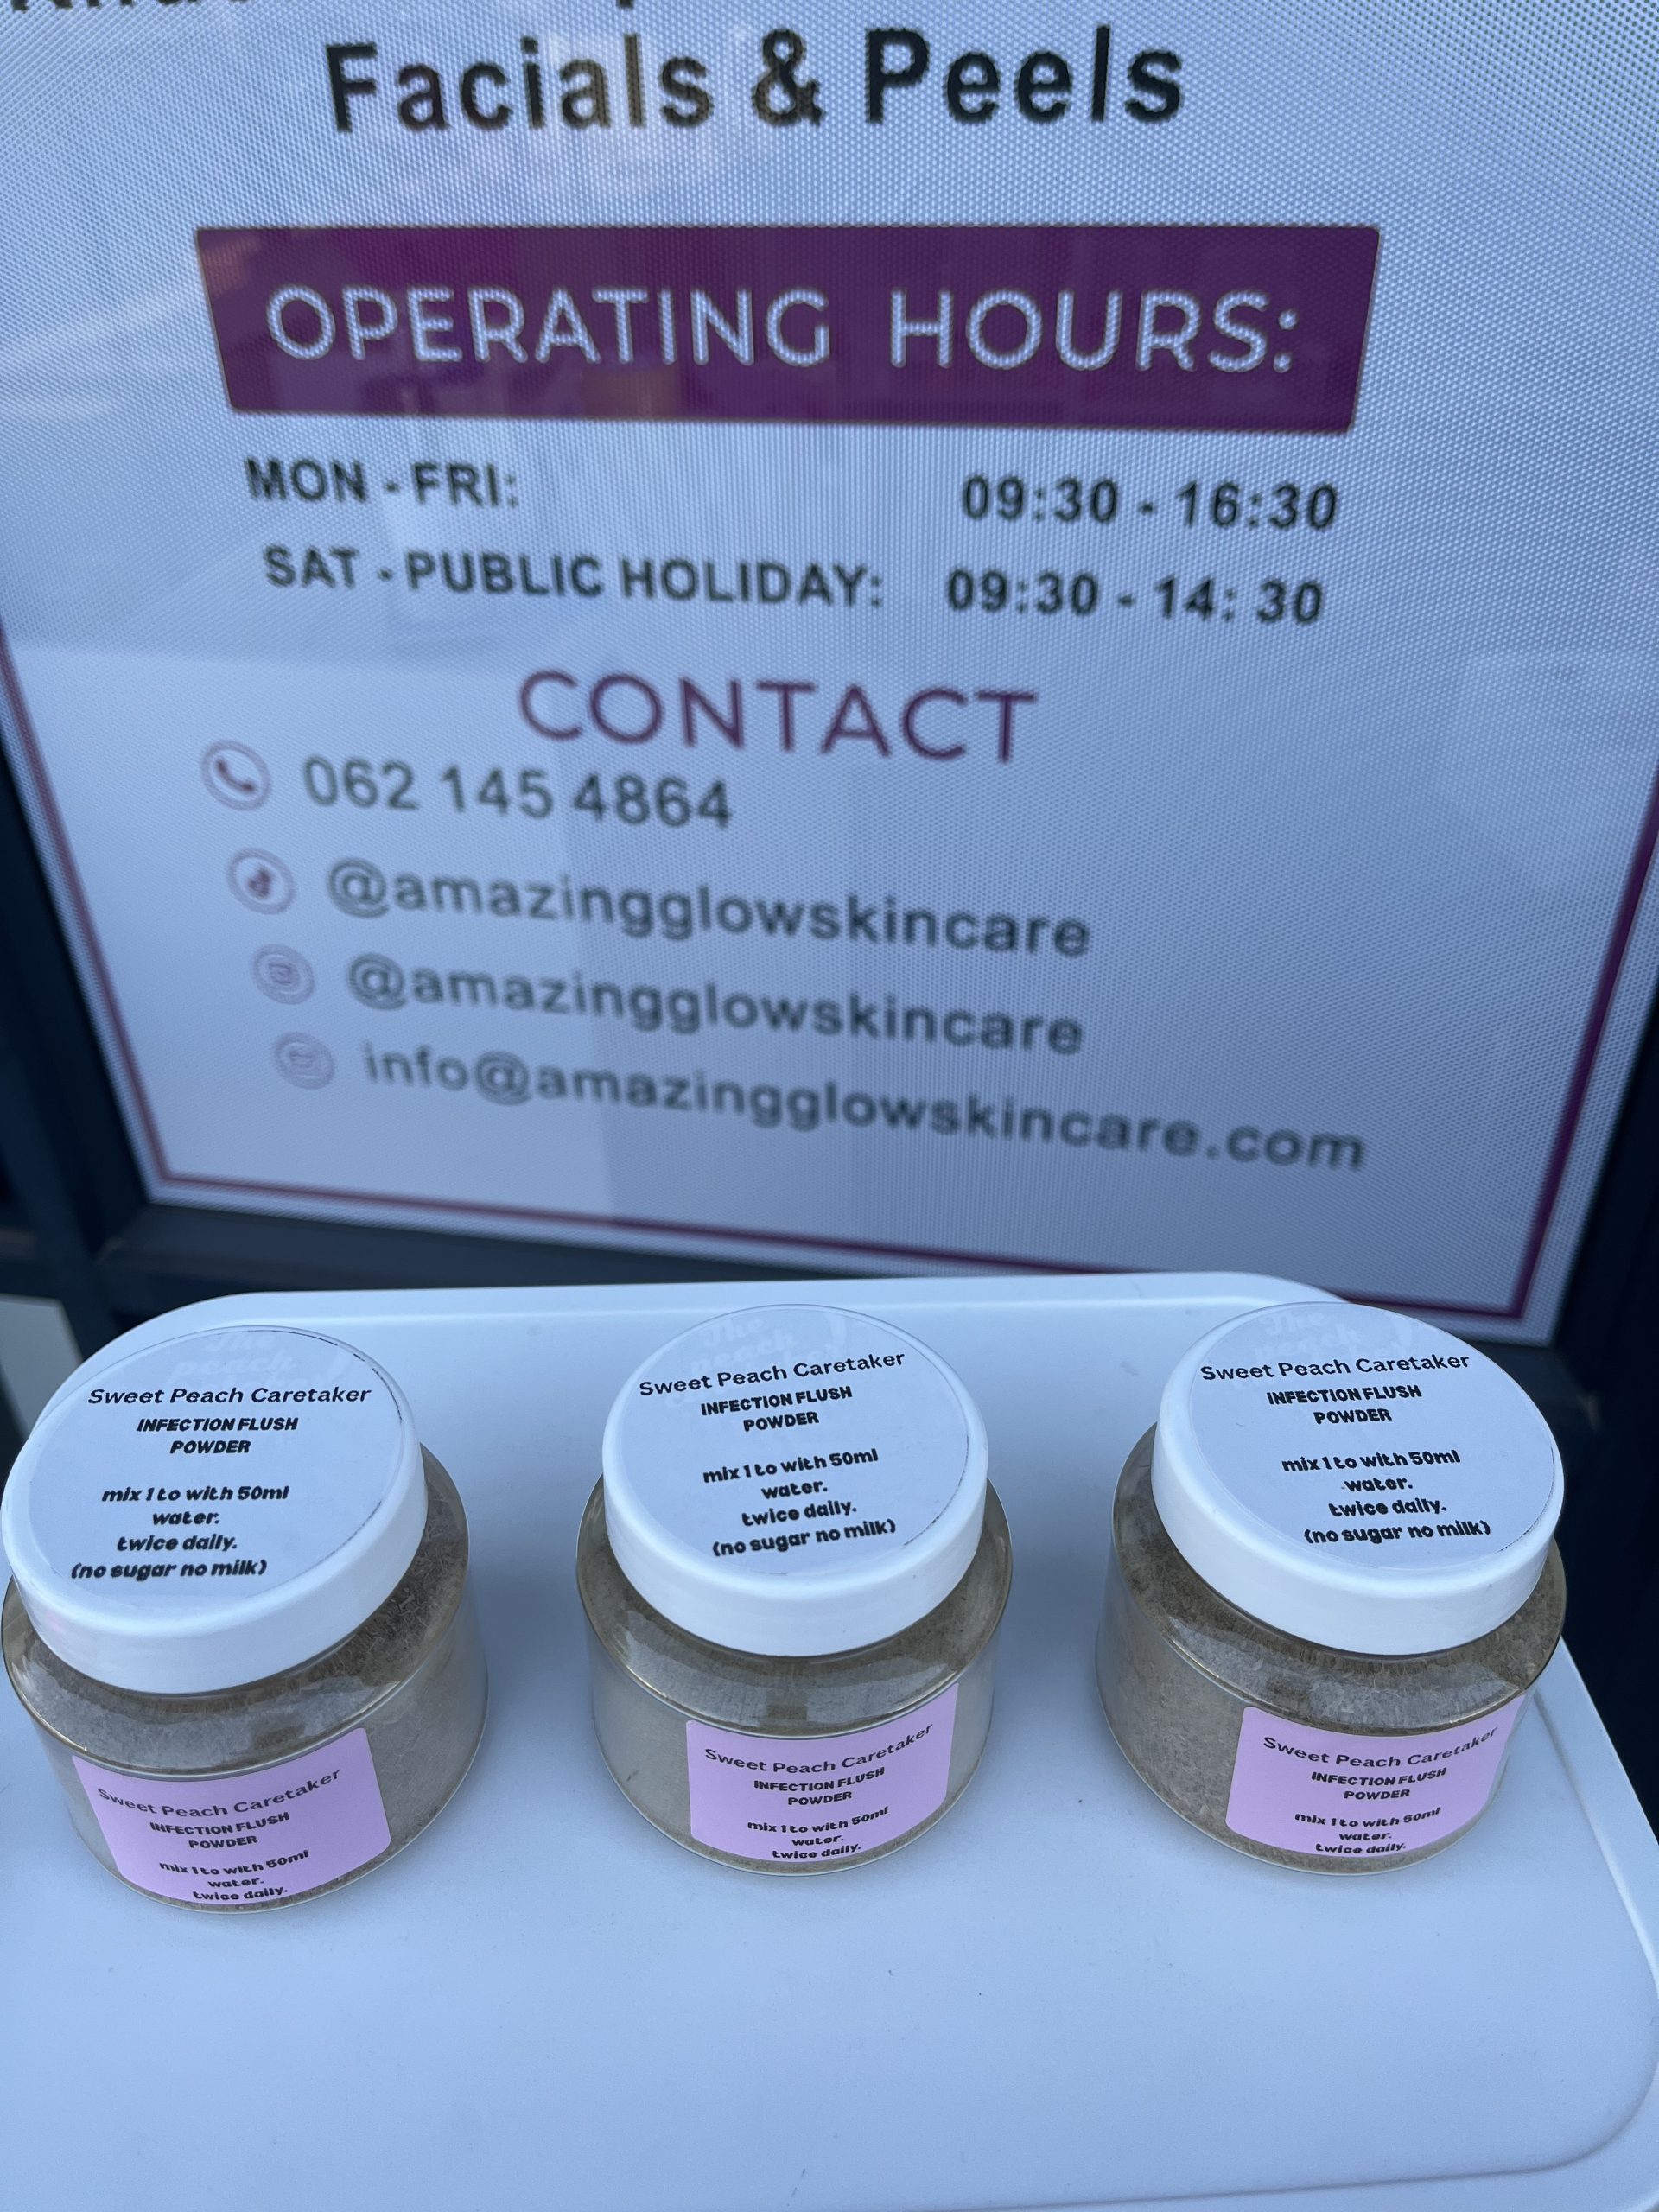 Facials & Peels
OPERATING HOURS:
MON - FRI: 09:30 - 16:30
SAT - PUBLIC HOLIDAY: 09:30 - 14: 30
CONTACT
062 145 4864
@amazingglowskincare
@amazingglowskincare
info@amazingglowskincare.com
The
peach
Sweet Peach Caretaker
INFECTION FLUSH
POWDER
mix 1 to with 50ml
water.
twice daily.
(no sugar no milk)
Sweet Peach Caretaker
INFECTION FLUSH
POWDER
mix 1 to with 50ml
water.
twice daily.
The
peach
Sweet Peach Caretaker
INFECTION FLUSH
POWDER
mix 1 to with 50ml
water.
twice daily.
(no sugar no milk)
Sweet Peach Caretaker
INFECTION FLUSH
POWDER
mix 1 to with 50ml
water.
twice daily.
The
peach
Sweet Peach Caretaker
INFECTION FLUSH
POWDER
mix 1 to with 50ml
water.
twice daily.
(no sugar no milk)
Sweet Peach Caretaker
INFECTION FLUSH
POWDER
mix 1 to with 50ml
water.
twice daily.